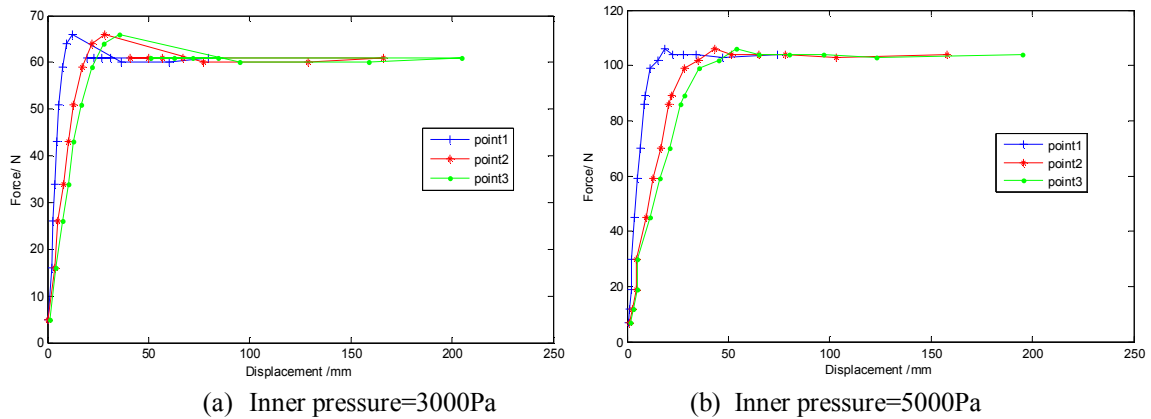 70
60
50
40
30
20
10
0
Force/ N
0 50 100 150 200 250
Displacement /mm
point1
point2
point3
(a) Inner pressure=3000Pa
120
100
80
60
40
20
0
Force/ N
0 50 100 150 200 250
Displacement /mm
point1
point2
point3
(b) Inner pressure=5000Pa